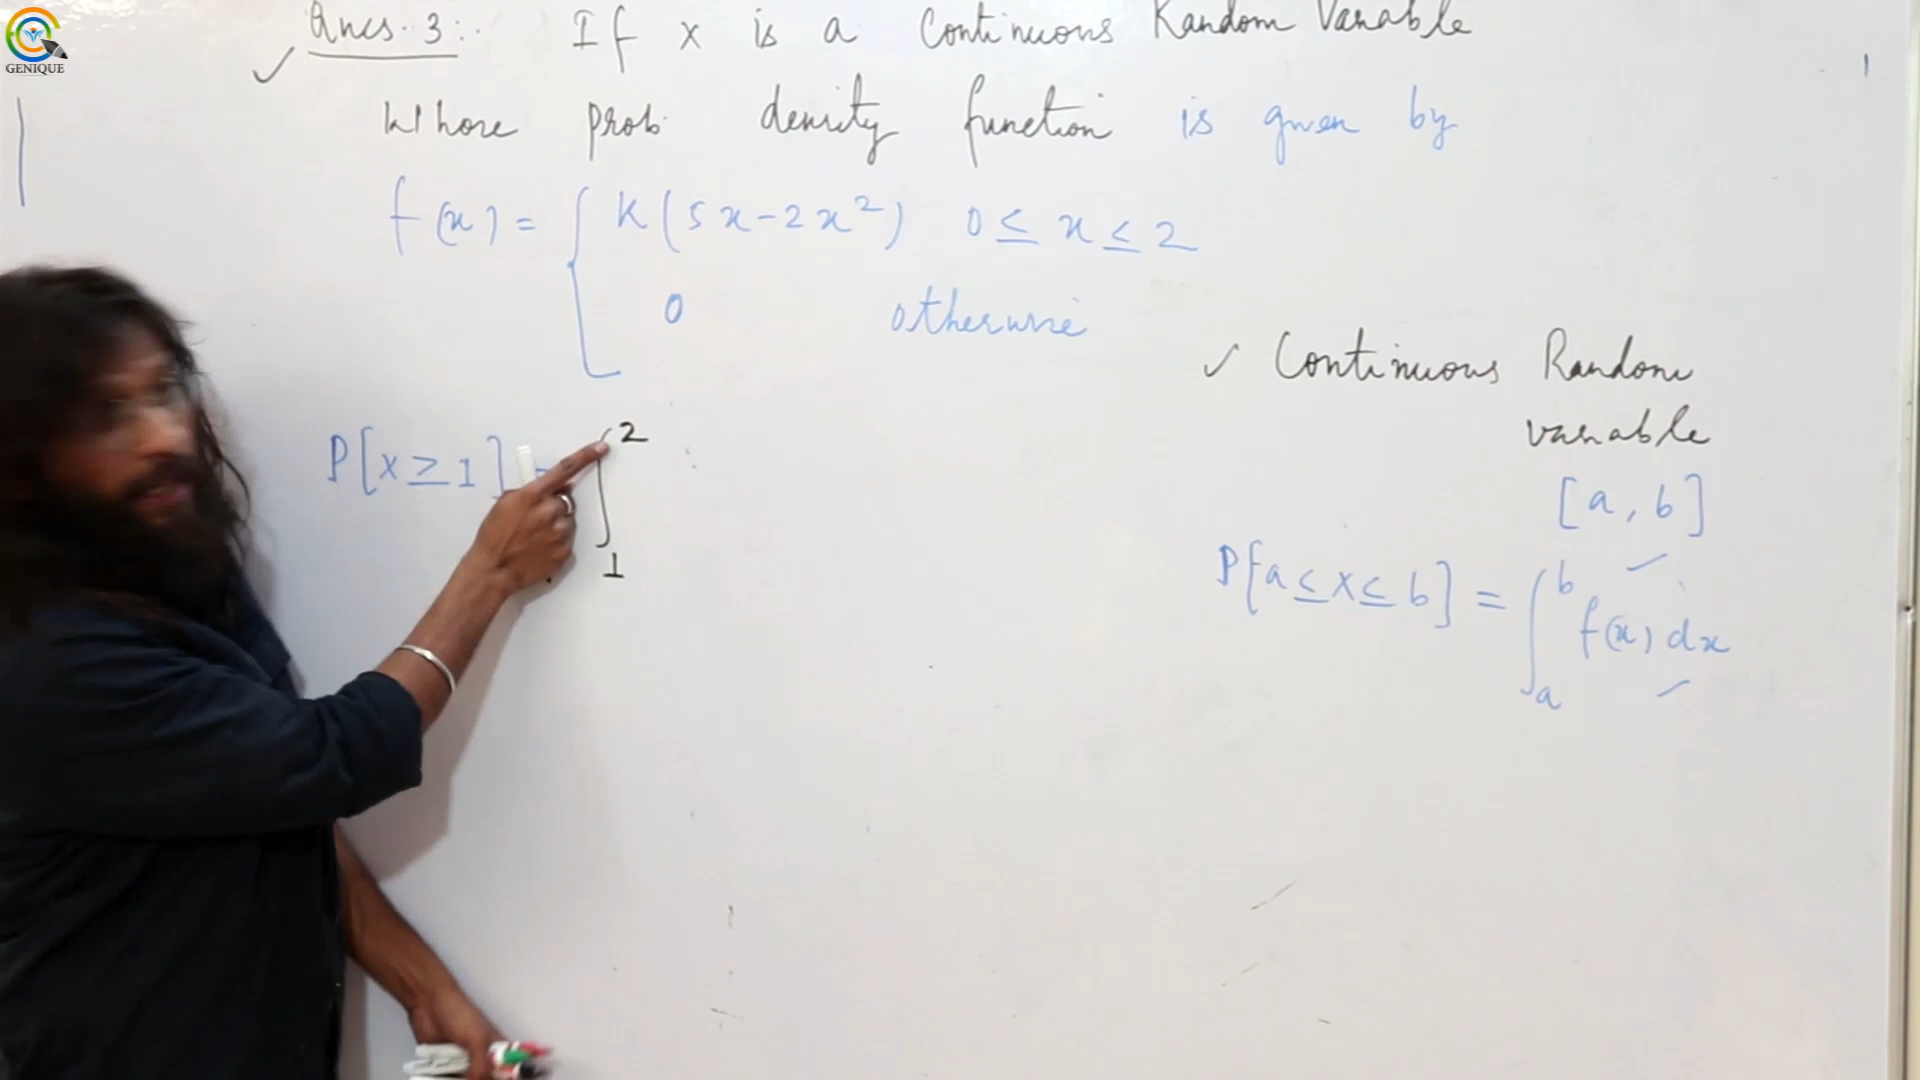 GENIQUE
Ques. 3:. If x is a Continuous Random Variable
Whose prob. density function is given by
f(x) = { K(5x-2x²) 0 ≤ x ≤ 2
0 otherwise
✓ Continuous Random
variable
P[x ≥ 1] = ∫₁²
[a, b]
P[a ≤ x ≤ b] = ∫ₐᵇ f(x) dx